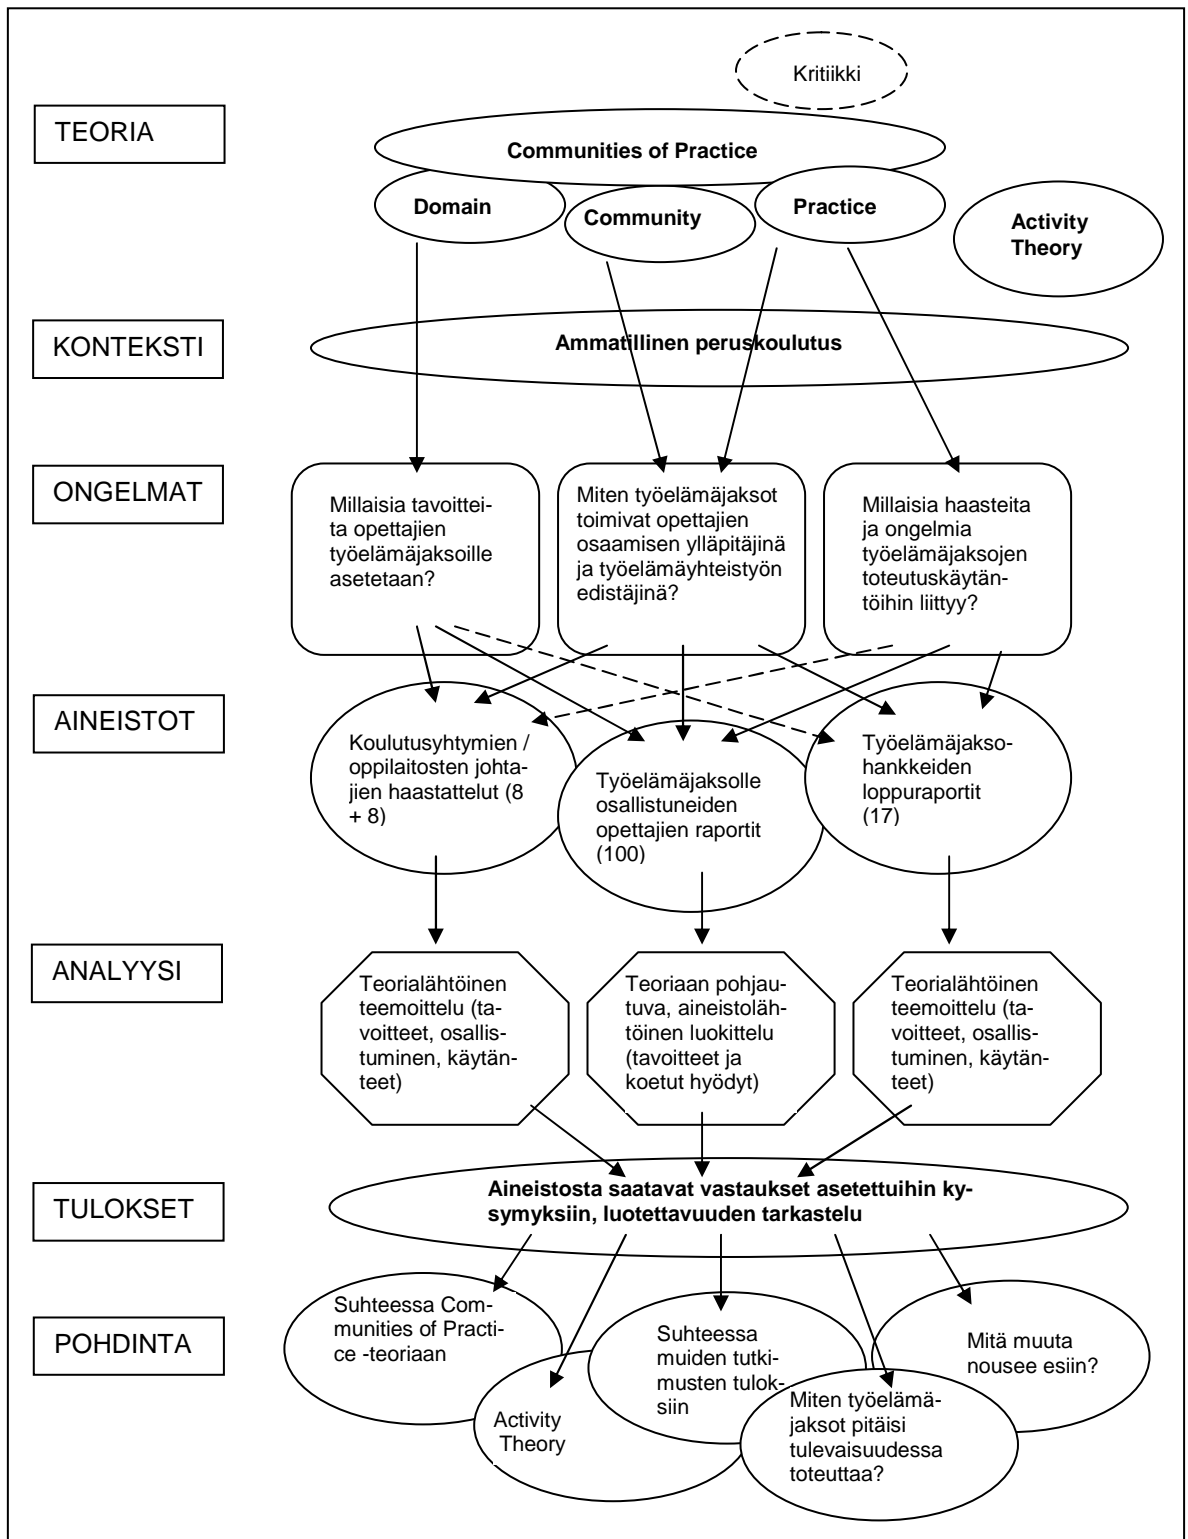 Kritiikki
TEORIA
Communities of Practice
Domain
Community
Practice
Activity
Theory
KONTEKSTI
Ammatillinen peruskoulutus
ONGELMAT
Millaisia tavoittei-
ta opettajien
työelämäjaksoille
asetetaan?
Miten työelämäjaksot
toimivat opettajien
osaamisen ylläpitäjinä
ja työelämäyhteistyön
edistäjinä?
Millaisia haasteita
ja ongelmia
työelämäjaksojen
toteutuskäytän-
töihin liittyy?
AINEISTOT
Koulutusyhtymien /
oppilaitosten johta-
jien haastattelut (8
+ 8)
Työelämäjaksolle
osallistuneiden
opettajien raportit
(100)
Työelämäjakso-
hankkeiden
loppuraportit
(17)
ANALYYSI
Teorialähtöinen
teemoittelu (ta-
voitteet, osallis-
tuminen, käytän-
teet)
Teoriaan pohjau-
tuva, aineistoläh-
töinen luokittelu
(tavoitteet ja
koetut hyödyt)
Teorialähtöinen
teemoittelu (ta-
voitteet, osallis-
tuminen, käytän-
teet)
TULOKSET
Aineistosta saatavat vastaukset asetettuihin ky-
symyksiin, luotettavuuden tarkastelu
POHDINTA
Suhteessa Com-
munities of Practi-
ce -teoriaan
Activity
Theory
Suhteessa
muiden tutki-
musten tulok-
siin
Miten työelämä-
jaksot pitäisi
tulevaisuudessa
toteuttaa?
Mitä muuta
nousee esiin?